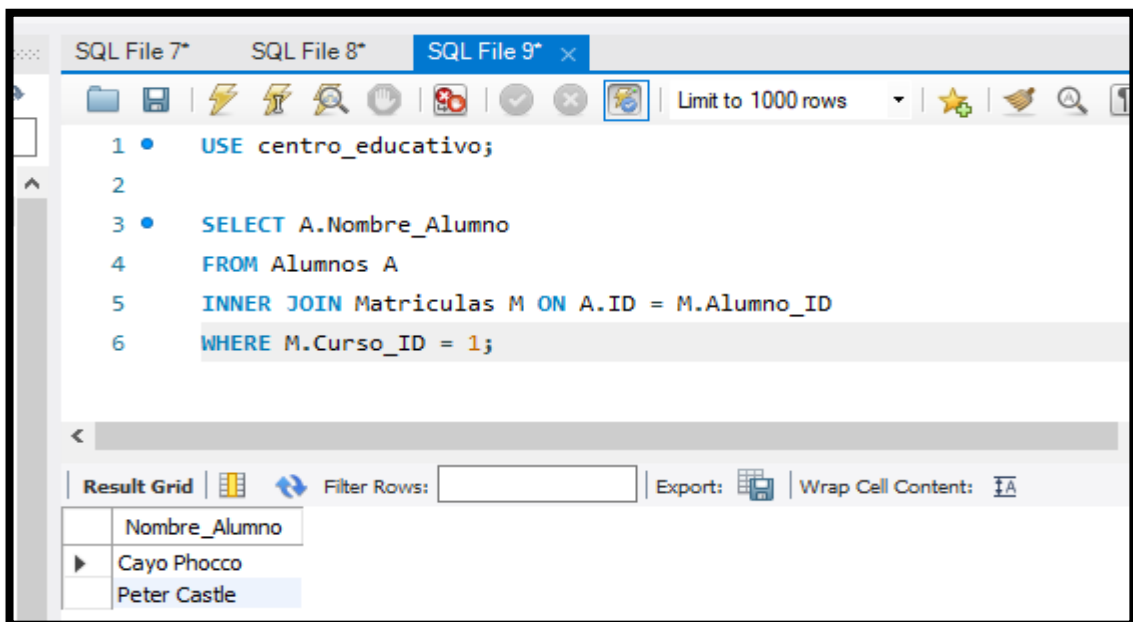 SQL File 7* SQL File 8* SQL File 9* ×
Limit to 1000 rows
1 USE centro_educativo;
2
3 SELECT A.Nombre_Alumno
4 FROM Alumnos A
5 INNER JOIN Matriculas M ON A.ID = M.Alumno_ID
6 WHERE M.Curso_ID = 1;
Result Grid Filter Rows: Export: Wrap Cell Content: IA
Nombre_Alumno
Cayo Phocco
Peter Castle